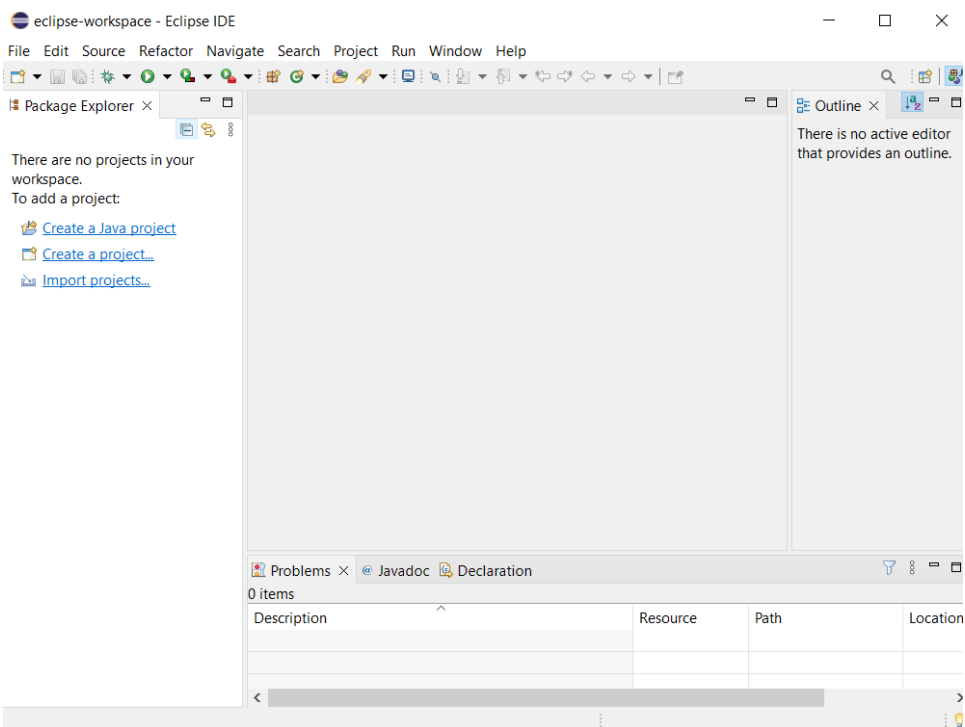 eclipse-workspace - Eclipse IDE
File Edit Source Refactor Navigate Search Project Run Window Help
Package Explorer
There are no projects in your
workspace.
To add a project:
Create a Java project
Create a project...
Import projects...
Outline
There is no active editor
that provides an outline.
Problems @ Javadoc Declaration
0 items
Description Resource Path Location